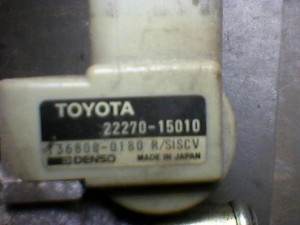 TOYOTA
22270-15010
136800-0180 R/SISCV
DENSO MADE IN JAPAN